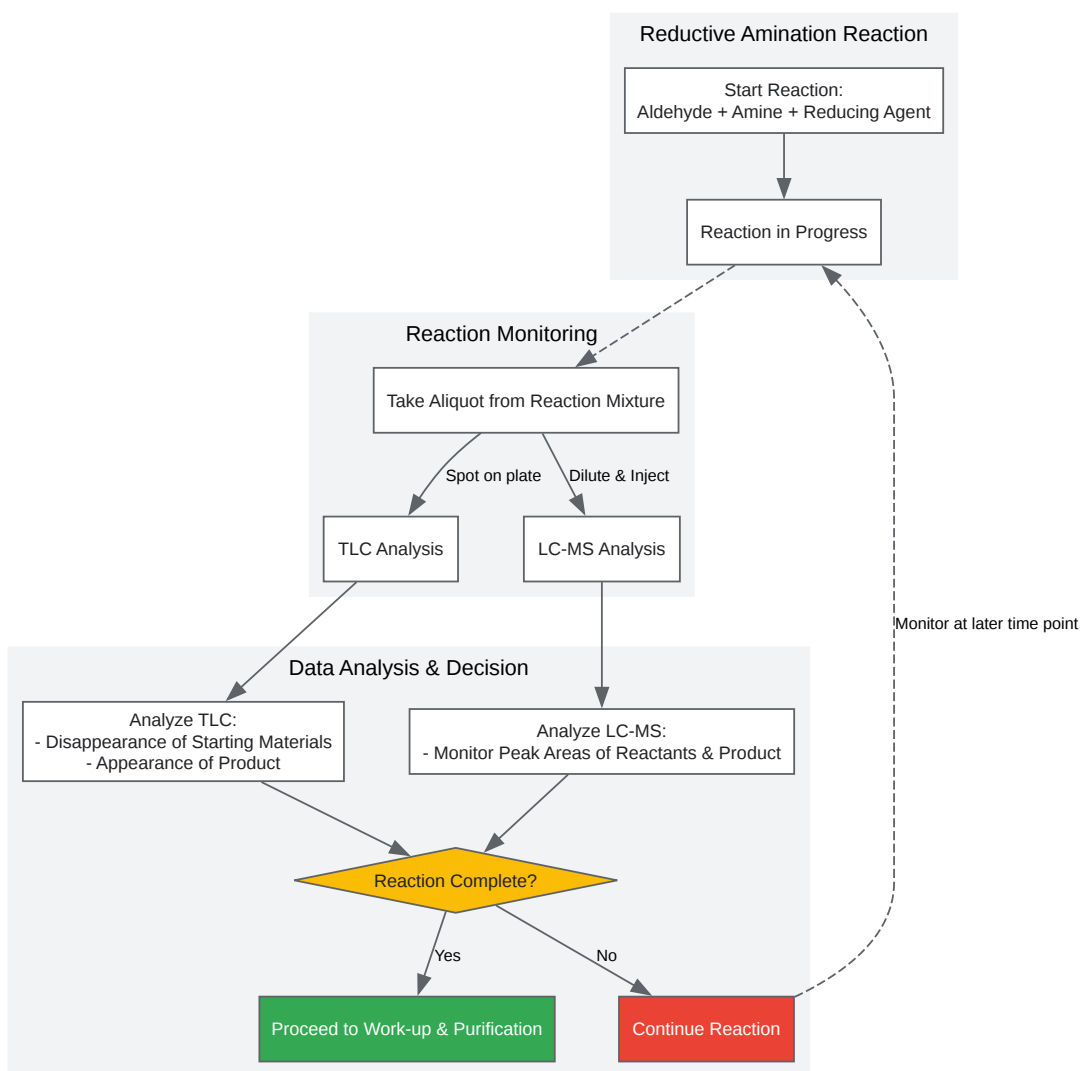 Reductive Amination Reaction
Start Reaction:
Aldehyde + Amine + Reducing Agent
Reaction in Progress
Reaction Monitoring
Take Aliquot from Reaction Mixture
Spot on plate
Dilute & Inject
TLC Analysis
LC-MS Analysis
Monitor at later time point
Data Analysis & Decision
Analyze TLC:
- Disappearance of Starting Materials
- Appearance of Product
Analyze LC-MS:
- Monitor Peak Areas of Reactants & Product
Reaction Complete?
Yes
No
Proceed to Work-up & Purification
Continue Reaction